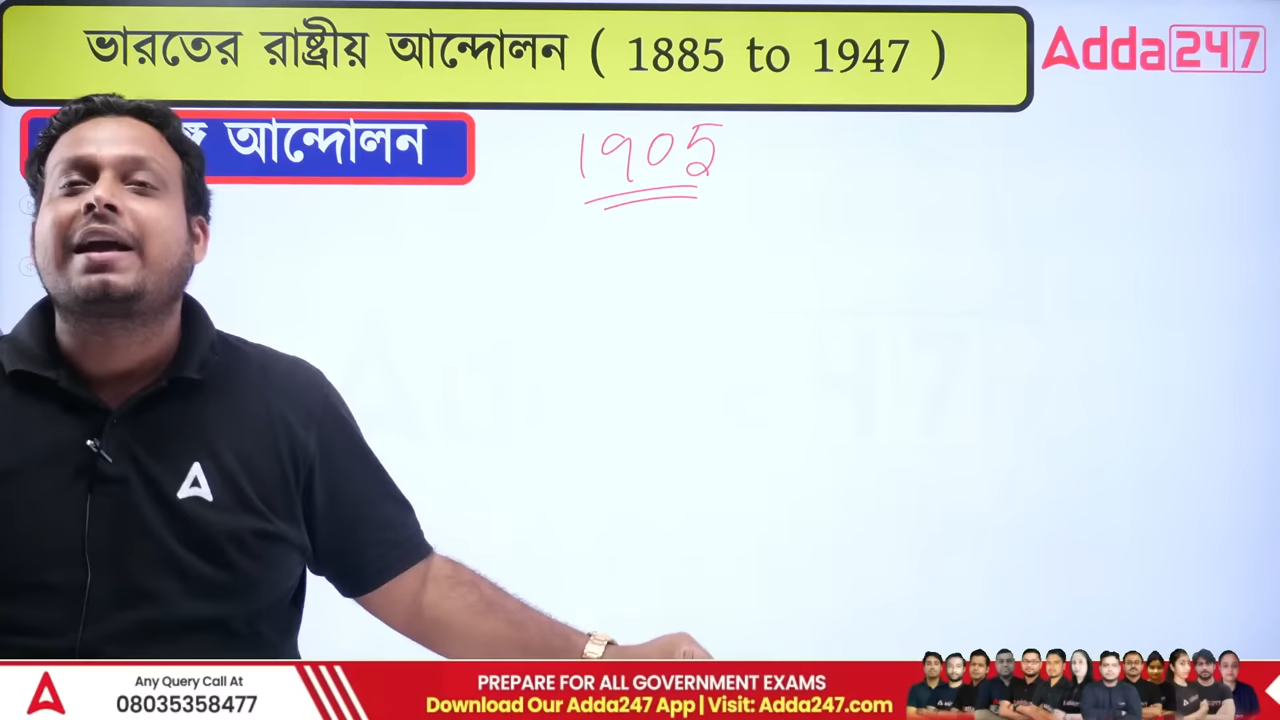 ভারতের রাষ্ট্রীয় আন্দোলন ( 1885 to 1947 )
Adda247
আন্দোলন
1905
Any Query Call At
08035358477
PREPARE FOR ALL GOVERNMENT EXAMS
Download Our Adda247 App | Visit: Adda247.com